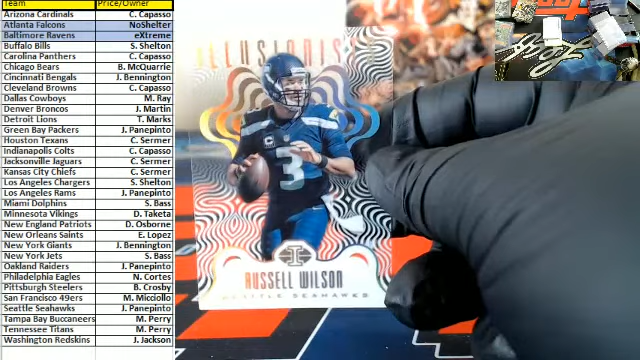 Team Price/Owner
Arizona Cardinals C. Capasso
Atlanta Falcons NoShelter
Baltimore Ravens eXtreme
Buffalo Bills S. Shelton
Carolina Panthers C. Capasso
Chicago Bears B. McQuarrie
Cincinnati Bengals J. Bennington
Cleveland Browns C. Capasso
Dallas Cowboys M. Ray
Denver Broncos J. Martin
Detroit Lions T. Marks
Green Bay Packers J. Panepinto
Houston Texans C. Sermer
Indianapolis Colts C. Capasso
Jacksonville Jaguars C. Sermer
Kansas City Chiefs C. Sermer
Los Angeles Chargers S. Shelton
Los Angeles Rams J. Panepinto
Miami Dolphins S. Bass
Minnesota Vikings D. Taketa
New England Patriots D. Osborne
New Orleans Saints E. Lopez
New York Giants J. Bennington
New York Jets S. Bass
Oakland Raiders J. Panepinto
Philadelphia Eagles N. Cortes
Pittsburgh Steelers B. Crosby
San Francisco 49ers M. Micciollo
Seattle Seahawks J. Panepinto
Tampa Bay Buccaneers M. Perry
Tennessee Titans M. Perry
Washington Redskins J. Jackson
ILLUSIONS
3
I
RUSSELL WILSON
SEATTLE SEAHAWKS